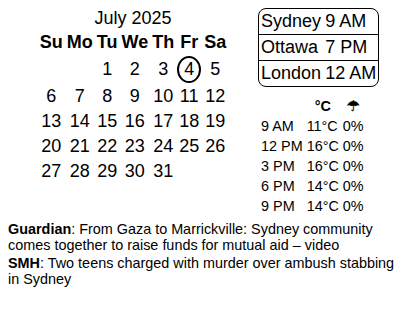 July 2025
Su Mo Tu We Th Fr Sa
1 2 3 4 5
6 7 8 9 10 11 12
13 14 15 16 17 18 19
20 21 22 23 24 25 26
27 28 29 30 31
Sydney 9 AM
Ottawa 7 PM
London 12 AM
°C ☂
9 AM 11°C 0%
12 PM 16°C 0%
3 PM 16°C 0%
6 PM 14°C 0%
9 PM 14°C 0%
Guardian: From Gaza to Marrickville: Sydney community
comes together to raise funds for mutual aid – video
SMH: Two teens charged with murder over ambush stabbing
in Sydney